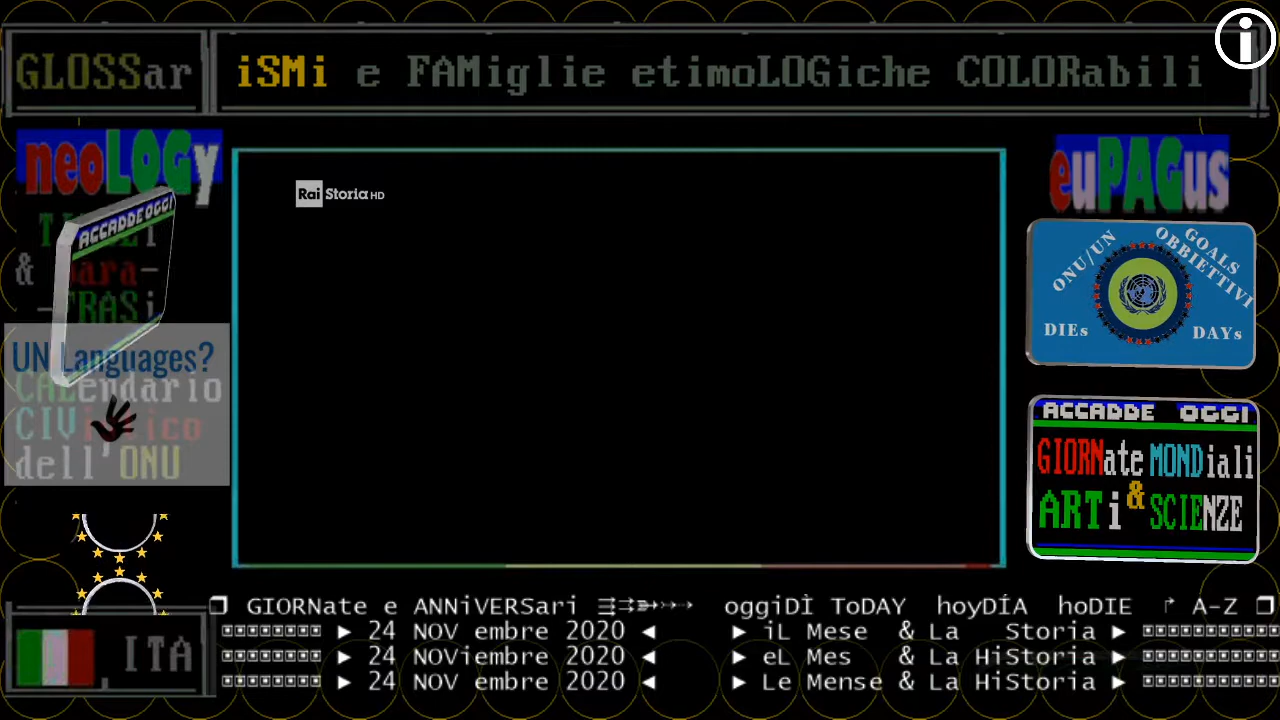 GLOSSar
iSMi e FAMiglie etimoLOGiche COLORabili
neoLOGy
ACCADDE OGGI
& para-
-FRASi
UN Languages?
CALendario
CIVico
dell'ONU
ITA
Rai Storia HD
euPAGus
ONU/UN
GOALS
OBBIETTIVI
DIEs
DAYs
ACCADDE OGGI
GIORNate MONDiali
ARTi & SCIENZE
GIORNate e ANNiVERSari oggiDÌ ToDAY hoyDÍA hoDIE A-Z
24 NOV embre 2020 iL Mese & La Storia
24 NOViembre 2020 eL Mes & La HiStoria
24 NOV embre 2020 Le Mense & La HiStoria